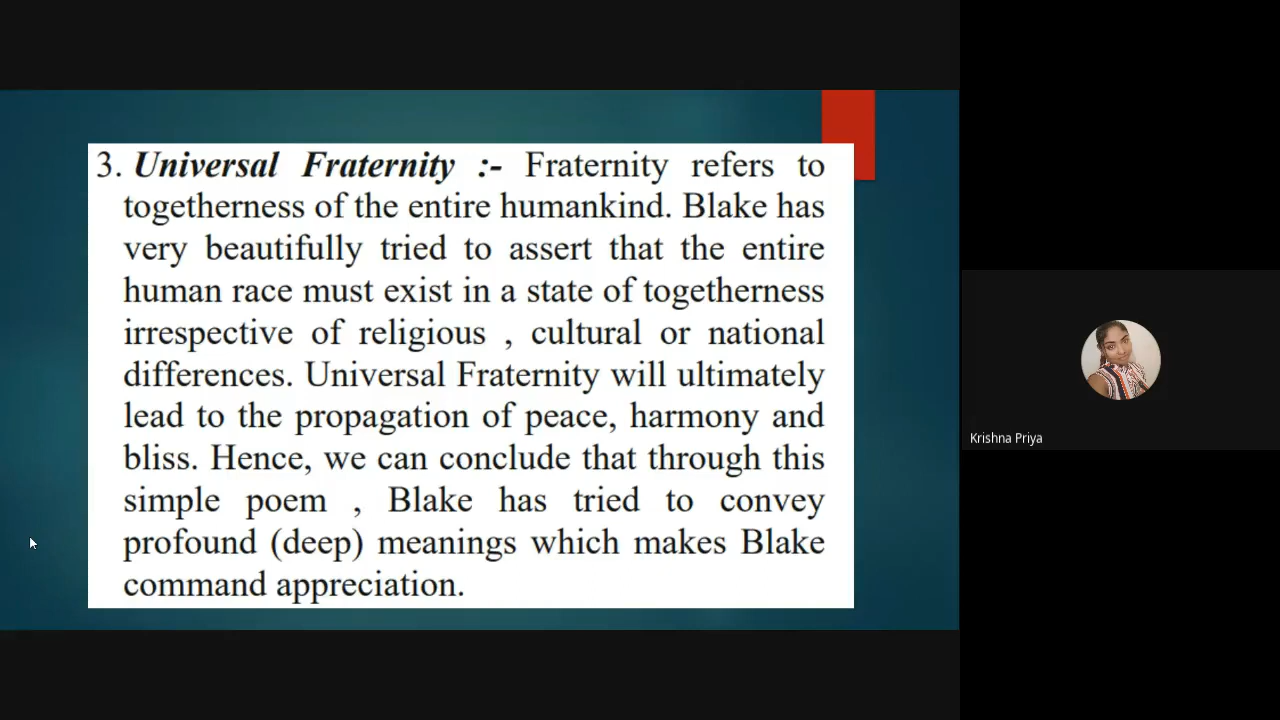 3. Universal Fraternity :- Fraternity refers to
togetherness of the entire humankind. Blake has
very beautifully tried to assert that the entire
human race must exist in a state of togetherness
irrespective of religious , cultural or national
differences. Universal Fraternity will ultimately
lead to the propagation of peace, harmony and
bliss. Hence, we can conclude that through this
simple poem , Blake has tried to convey
profound (deep) meanings which makes Blake
command appreciation.
Krishna Priya